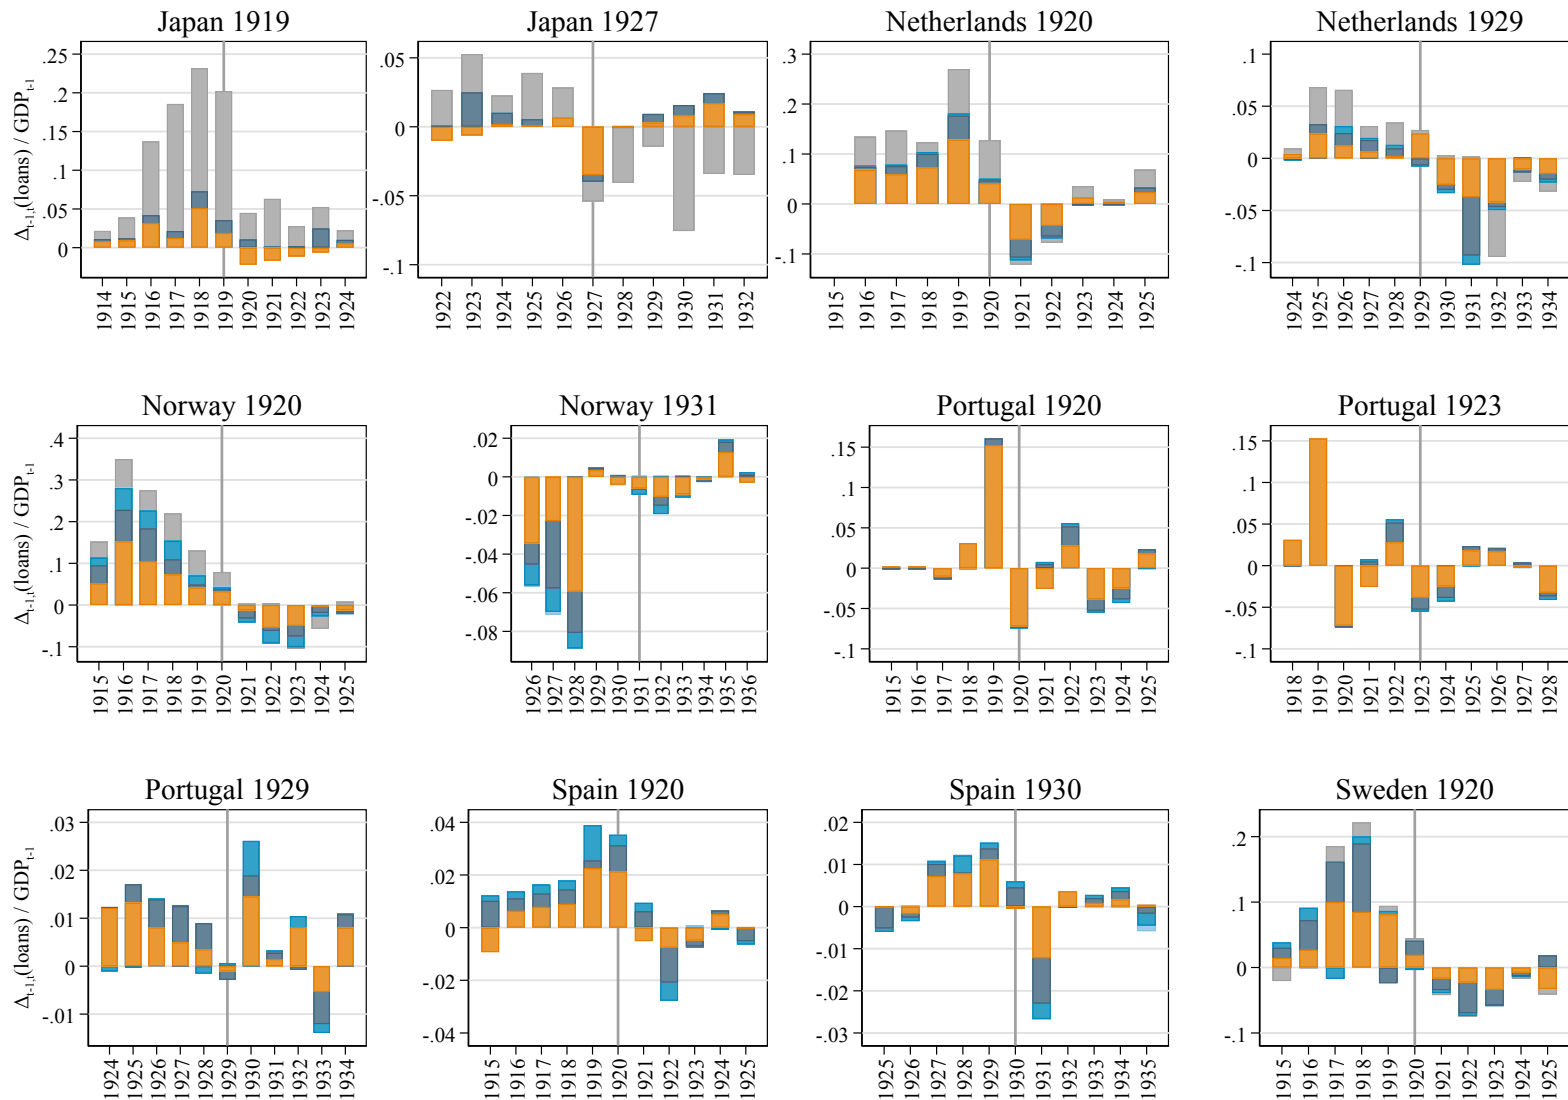 Japan 1919
Δt-1,t(loans) / GDPt-1
.25
.2
.15
.1
.05
0
1914 1915 1916 1917 1918 1919 1920 1921 1922 1923 1924
Japan 1927
.05
0
-.05
-.1
1922 1923 1924 1925 1926 1927 1928 1929 1930 1931 1932
Netherlands 1920
.3
.2
.1
0
-.1
1915 1916 1917 1918 1919 1920 1921 1922 1923 1924 1925
Netherlands 1929
.1
.05
0
-.05
-.1
1924 1925 1926 1927 1928 1929 1930 1931 1932 1933 1934
Norway 1920
Δt-1,t(loans) / GDPt-1
.4
.3
.2
.1
0
-.1
1915 1916 1917 1918 1919 1920 1921 1922 1923 1924 1925
Norway 1931
.02
0
-.02
-.04
-.06
-.08
1926 1927 1928 1929 1930 1931 1932 1933 1934 1935 1936
Portugal 1920
.15
.1
.05
0
-.05
-.1
1915 1916 1917 1918 1919 1920 1921 1922 1923 1924 1925
Portugal 1923
.15
.1
.05
0
-.05
-.1
1918 1919 1920 1921 1922 1923 1924 1925 1926 1927 1928
Portugal 1929
Δt-1,t(loans) / GDPt-1
.03
.02
.01
0
-.01
1924 1925 1926 1927 1928 1929 1930 1931 1932 1933 1934
Spain 1920
.04
.02
0
-.02
-.04
1915 1916 1917 1918 1919 1920 1921 1922 1923 1924 1925
Spain 1930
.02
.01
0
-.01
-.02
-.03
1925 1926 1927 1928 1929 1930 1931 1932 1933 1934 1935
Sweden 1920
.2
.1
0
-.1
1915 1916 1917 1918 1919 1920 1921 1922 1923 1924 1925